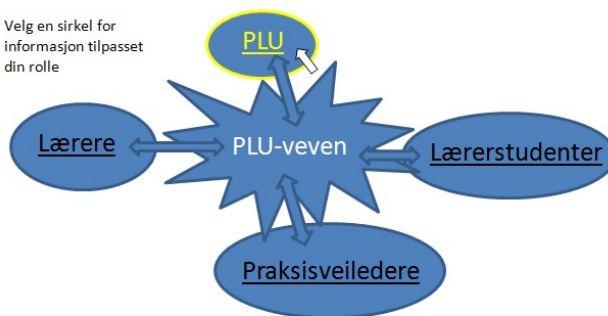 Velg en sirkel for
informasjon tilpasset
din rolle
PLU
Lærere
PLU-veven
Lærerstudenter
Praksisveiledere